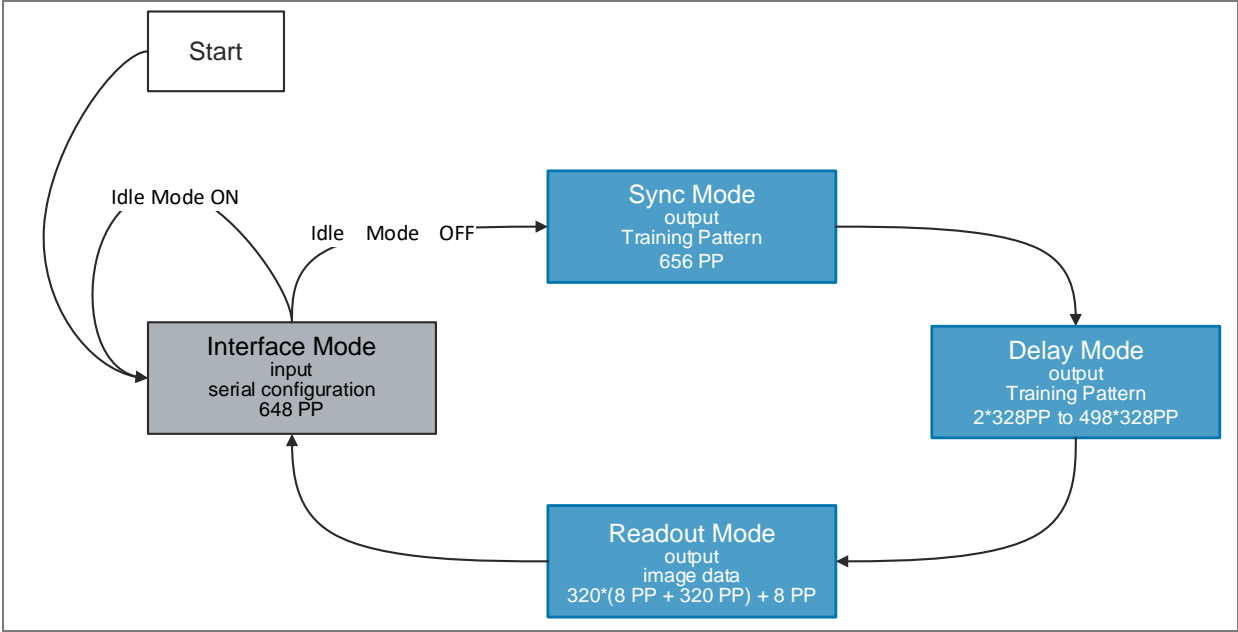 Start
Idle Mode ON
Idle Mode OFF
Sync Mode
output
Training Pattern
656 PP
Interface Mode
input
serial configuration
648 PP
Delay Mode
output
Training Pattern
2*328PP to 498*328PP
Readout Mode
output
image data
320*(8 PP + 320 PP) + 8 PP